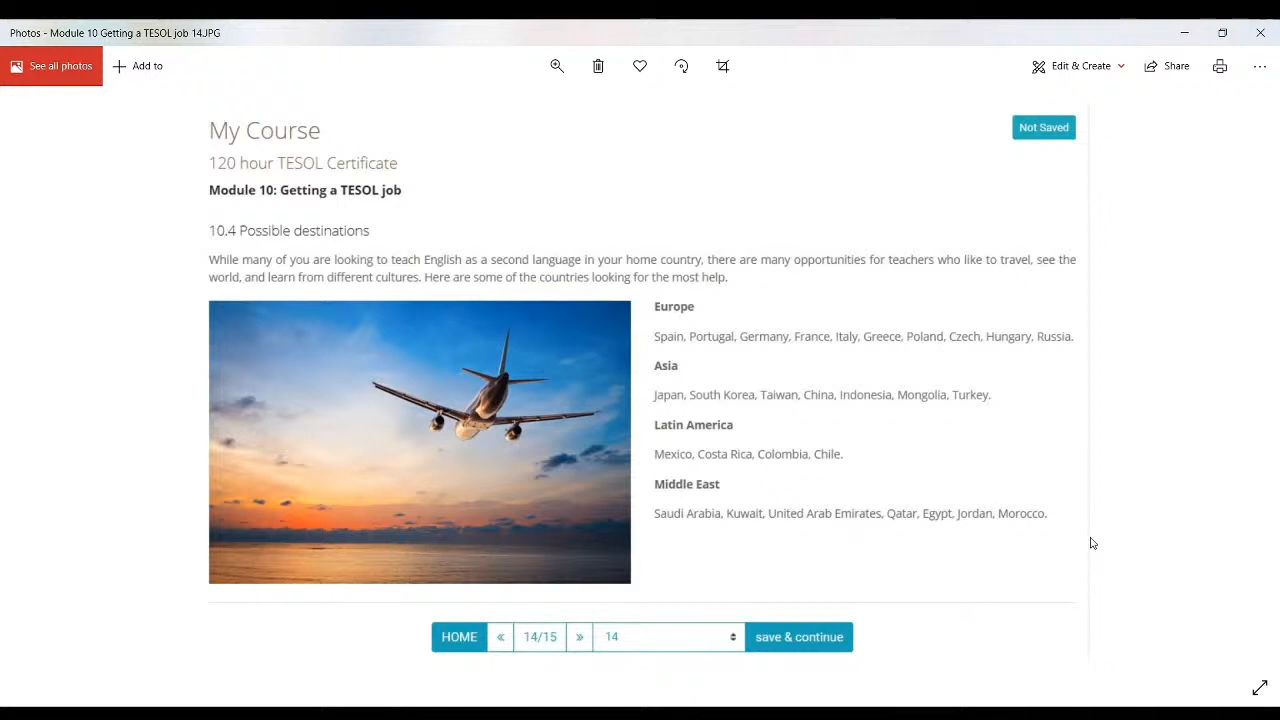 Photos - Module 10 Getting a TESOL job 14.JPG
See all photos
Add to
Edit & Create
Share
My Course
Not Saved
120 hour TESOL Certificate
Module 10: Getting a TESOL job
10.4 Possible destinations
While many of you are looking to teach English as a second language in your home country, there are many opportunities for teachers who like to travel, see the
world, and learn from different cultures. Here are some of the countries looking for the most help.
Europe
Spain, Portugal, Germany, France, Italy, Greece, Poland, Czech, Hungary, Russia.
Asia
Japan, South Korea, Taiwan, China, Indonesia, Mongolia, Turkey.
Latin America
Mexico, Costa Rica, Colombia, Chile.
Middle East
Saudi Arabia, Kuwait, United Arab Emirates, Qatar, Egypt, Jordan, Morocco.
HOME « 14/15 » 14 save & continue